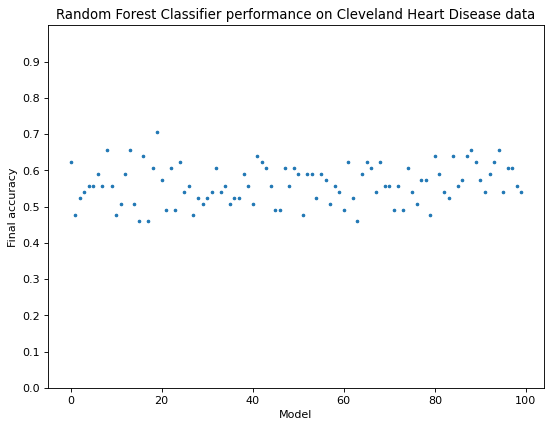 Random Forest Classifier performance on Cleveland Heart Disease data
Final accuracy
0.9
0.8
0.7
0.6
0.5
0.4
0.3
0.2
0.1
0.0
0 20 40 60 80 100
Model